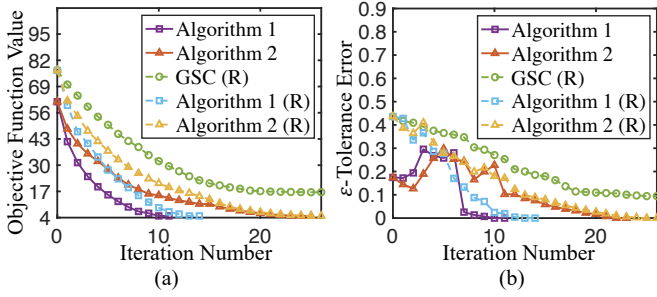 Objective Function Value
95
82
69
56
43
30
17
4
0
10
20
Iteration Number
(a)
Algorithm 1
Algorithm 2
GSC (R)
Algorithm 1 (R)
Algorithm 2 (R)
ε-Tolerance Error
0.9
0.8
0.7
0.6
0.5
0.4
0.3
0.2
0.1
0
0
10
20
Iteration Number
(b)
Algorithm 1
Algorithm 2
GSC (R)
Algorithm 1 (R)
Algorithm 2 (R)